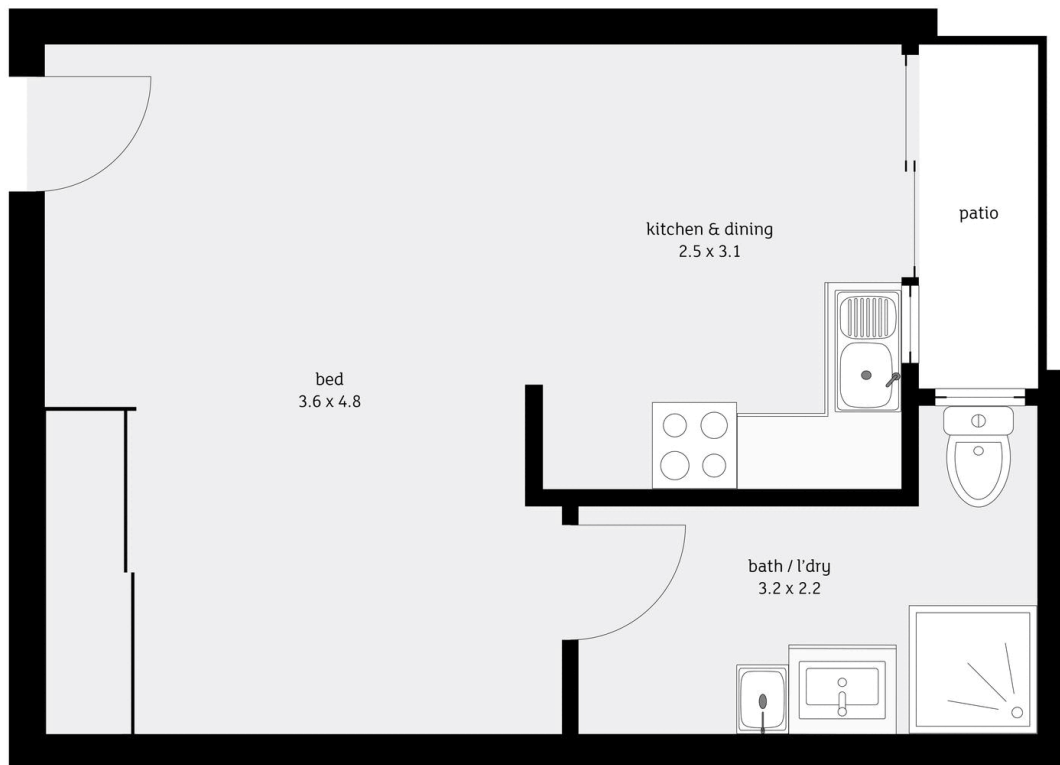 patio
kitchen & dining
2.5 x 3.1
bed
3.6 x 4.8
bath / l'dry
3.2 x 2.2